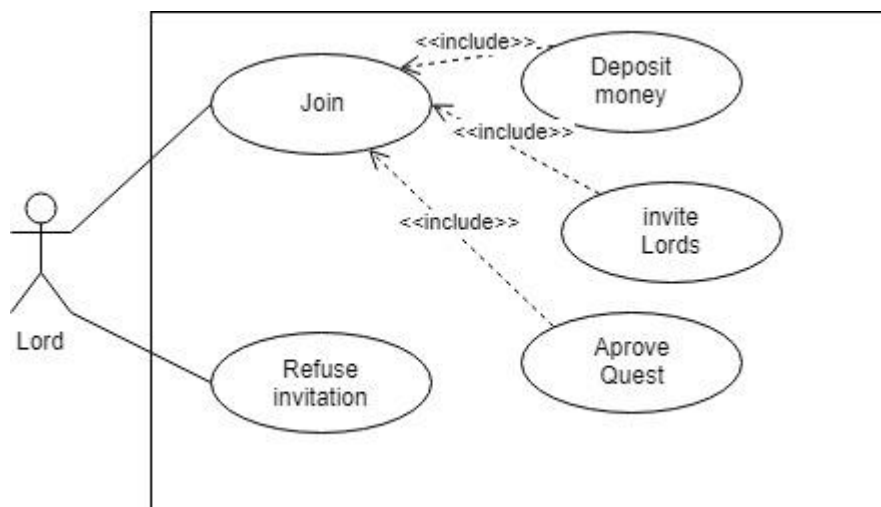 <<include>>
Deposit
money
Join
<<include>>
<<include>>
invite
Lords
Lord
Refuse
invitation
Aprove
Quest